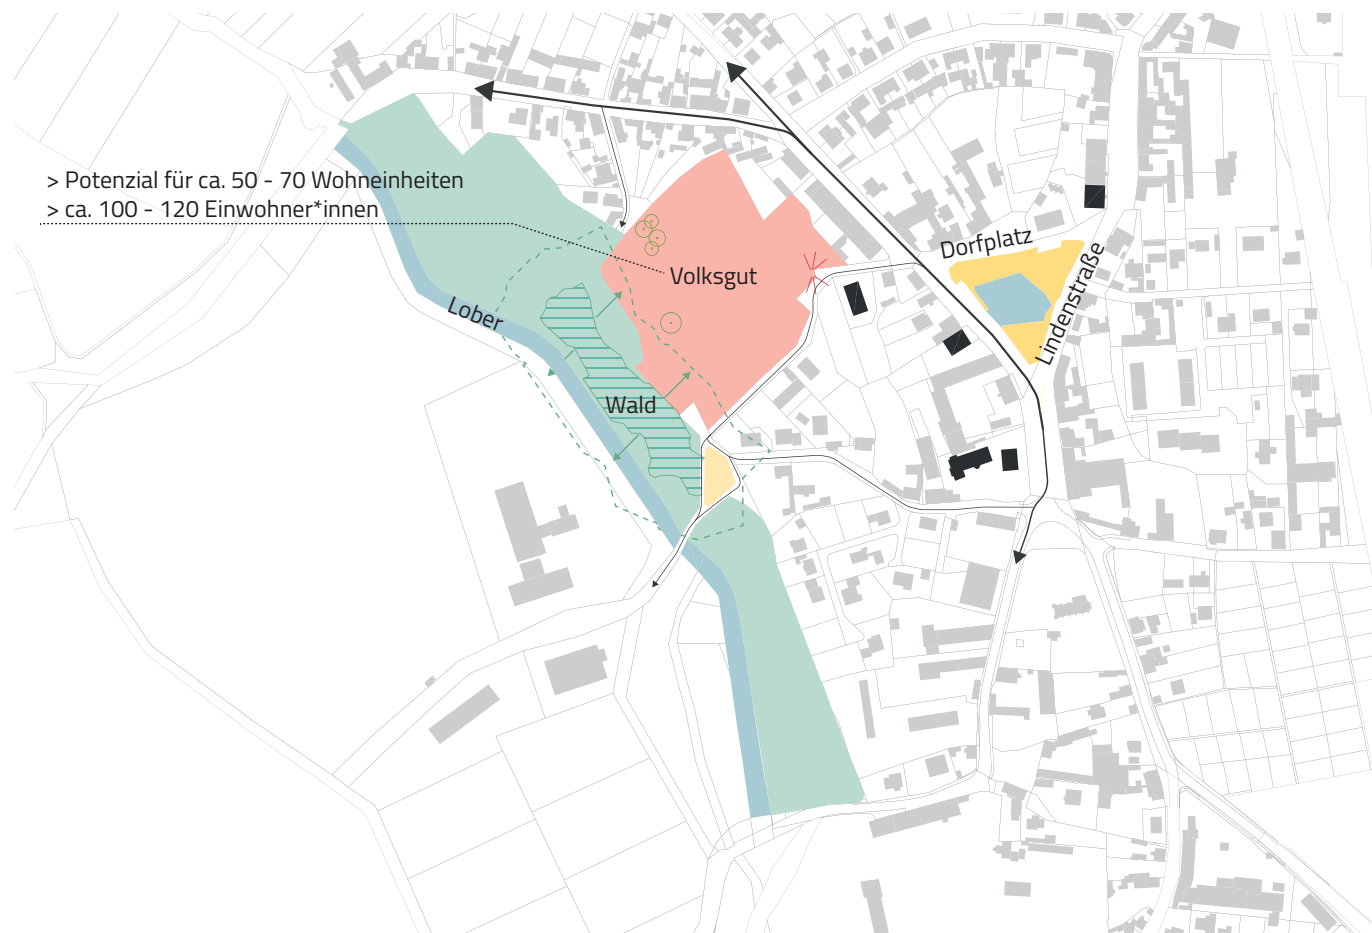 > Potenzial für ca. 50 - 70 Wohneinheiten
> ca. 100 - 120 Einwohner*innen
Dorfplatz
Lindenstraße
Volksgut
Lober
Wald